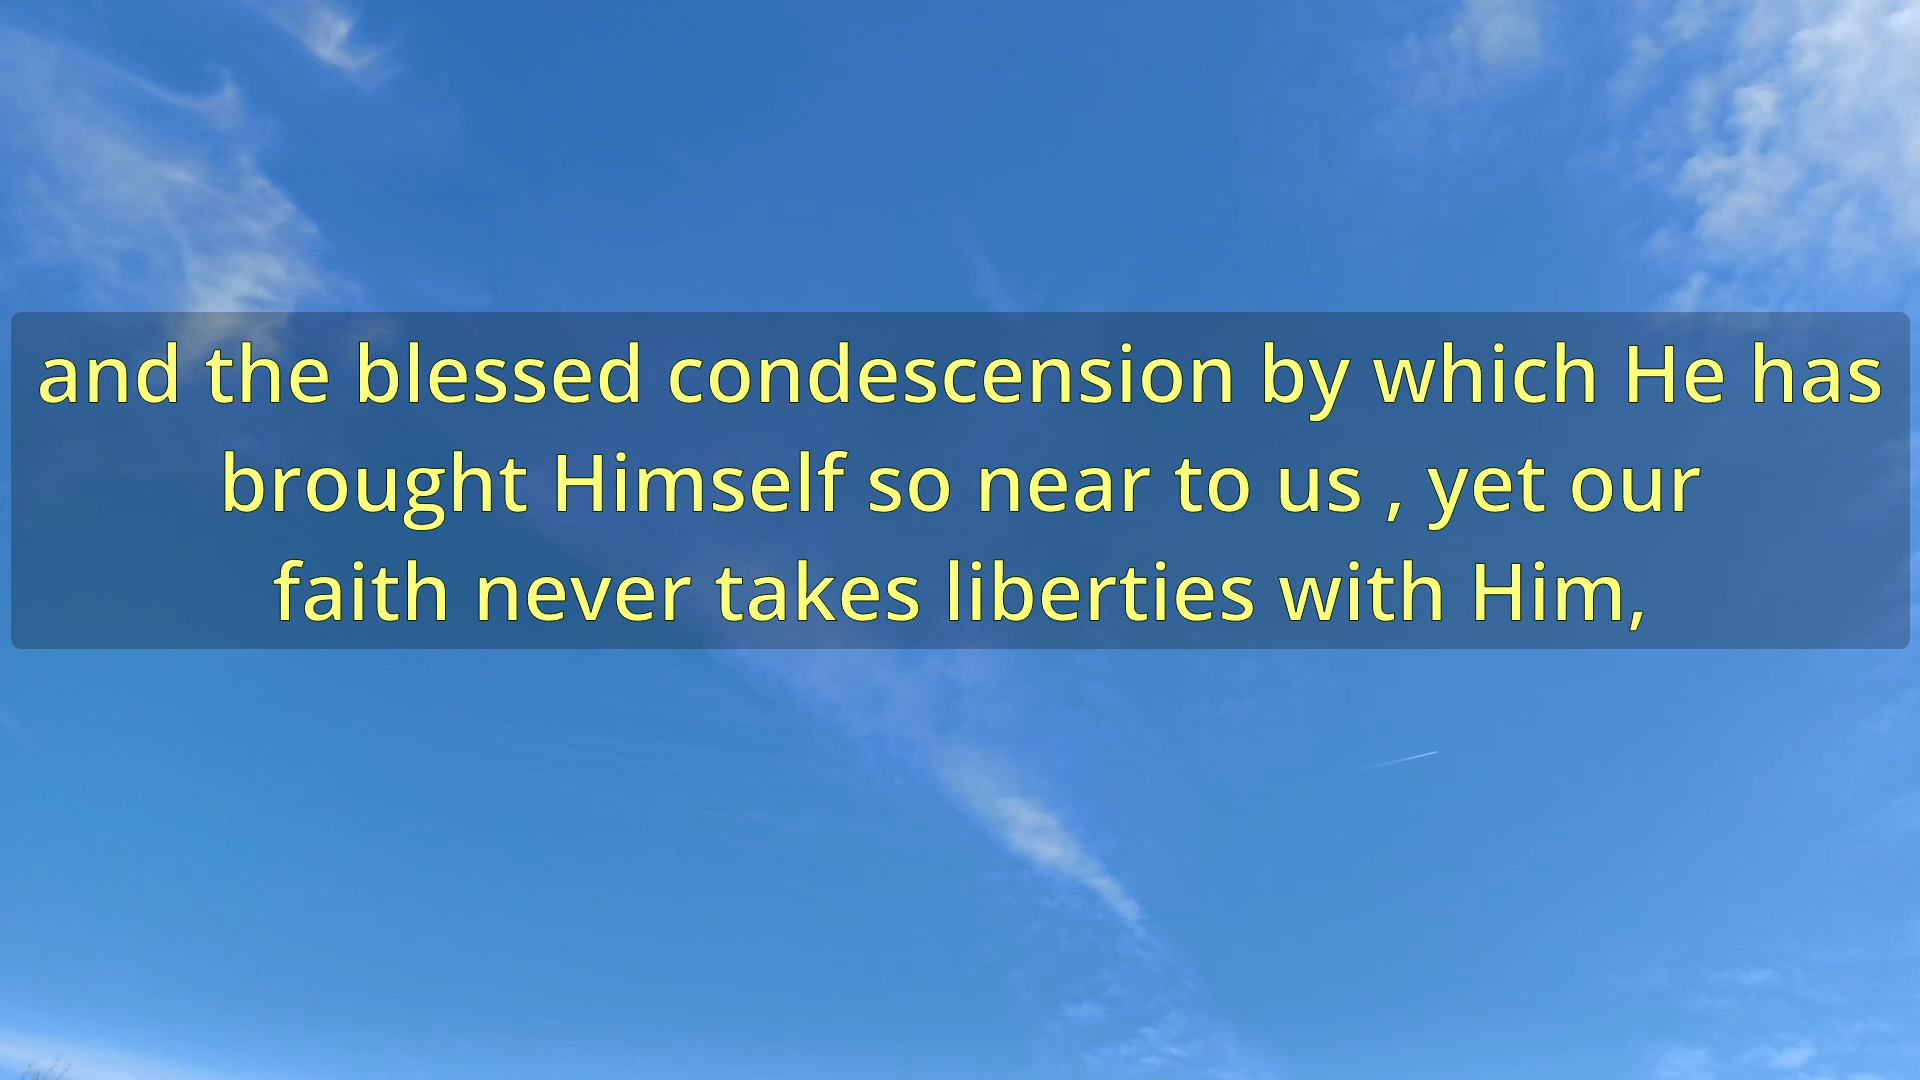 and the blessed condescension by which He has
brought Himself so near to us , yet our
faith never takes liberties with Him,